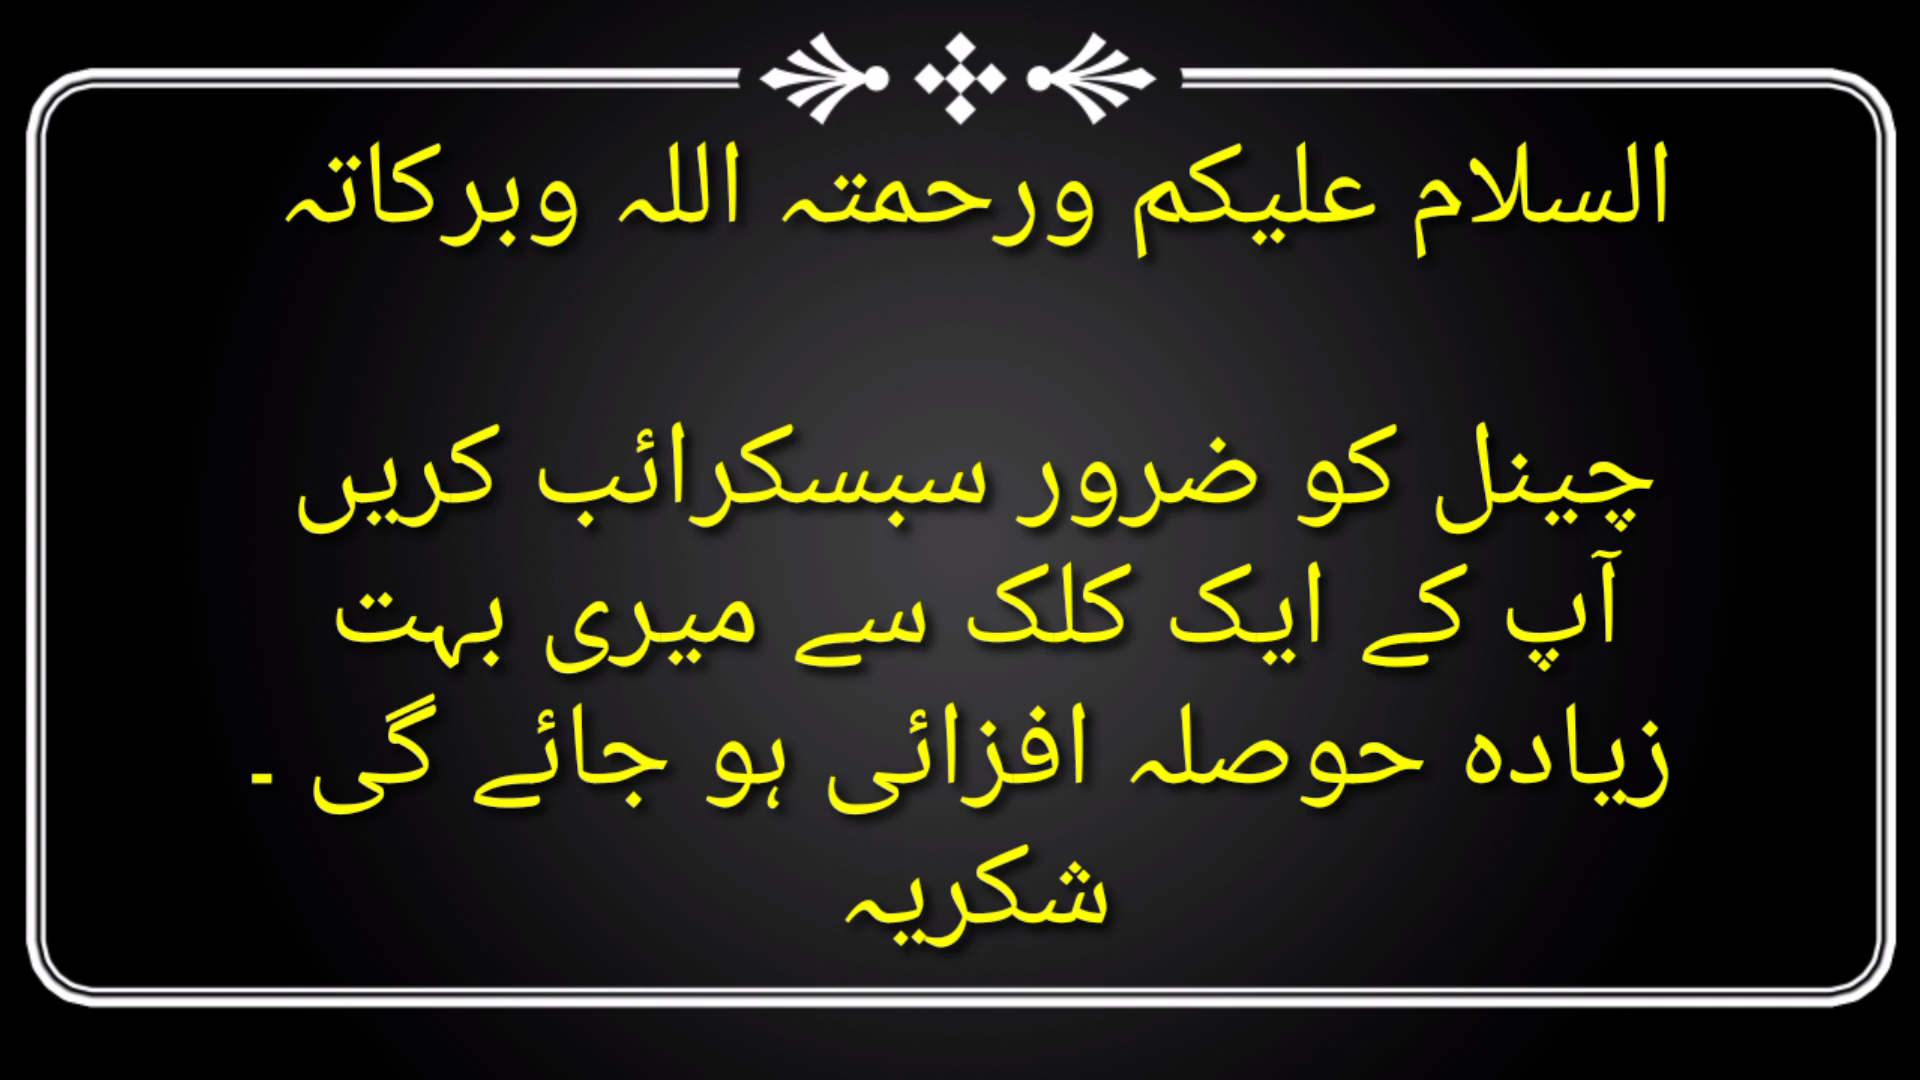 السلام علیکم ورحمتہ اللہ وبرکاتہ
چینل کو ضرور سبسکرائب کریں
آپ کے ایک کلک سے میری بہت
زیادہ حوصلہ افزائی ہو جائے گی ۔
شکریہ